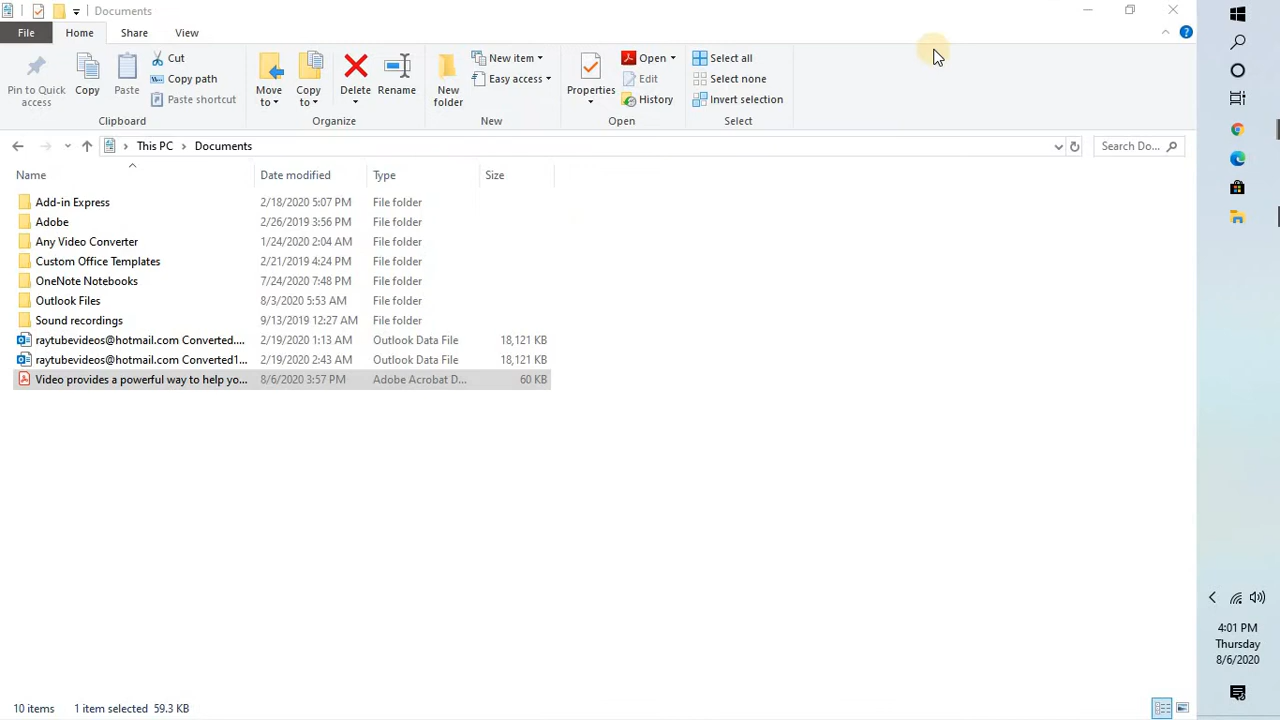 Documents
File Home Share View
Pin to Quick access
Copy
Paste
Cut
Copy path
Paste shortcut
Clipboard
Move to
Copy to
Delete
Rename
Organize
New folder
New item
Easy access
New
Properties
Open
Edit
History
Open
Select all
Select none
Invert selection
Select
This PC > Documents
Search Do...
Name Date modified Type Size
Add-in Express 2/18/2020 5:07 PM File folder
Adobe 2/26/2019 3:56 PM File folder
Any Video Converter 1/24/2020 2:04 AM File folder
Custom Office Templates 2/21/2019 4:24 PM File folder
OneNote Notebooks 7/24/2020 7:48 PM File folder
Outlook Files 8/3/2020 5:53 AM File folder
Sound recordings 9/13/2019 12:27 AM File folder
raytubevideos@hotmail.com Converted.... 2/19/2020 1:13 AM Outlook Data File 18,121 KB
raytubevideos@hotmail.com Converted1... 2/19/2020 2:43 AM Outlook Data File 18,121 KB
Video provides a powerful way to help yo... 8/6/2020 3:57 PM Adobe Acrobat D... 60 KB
10 items 1 item selected 59.3 KB
4:01 PM
Thursday
8/6/2020